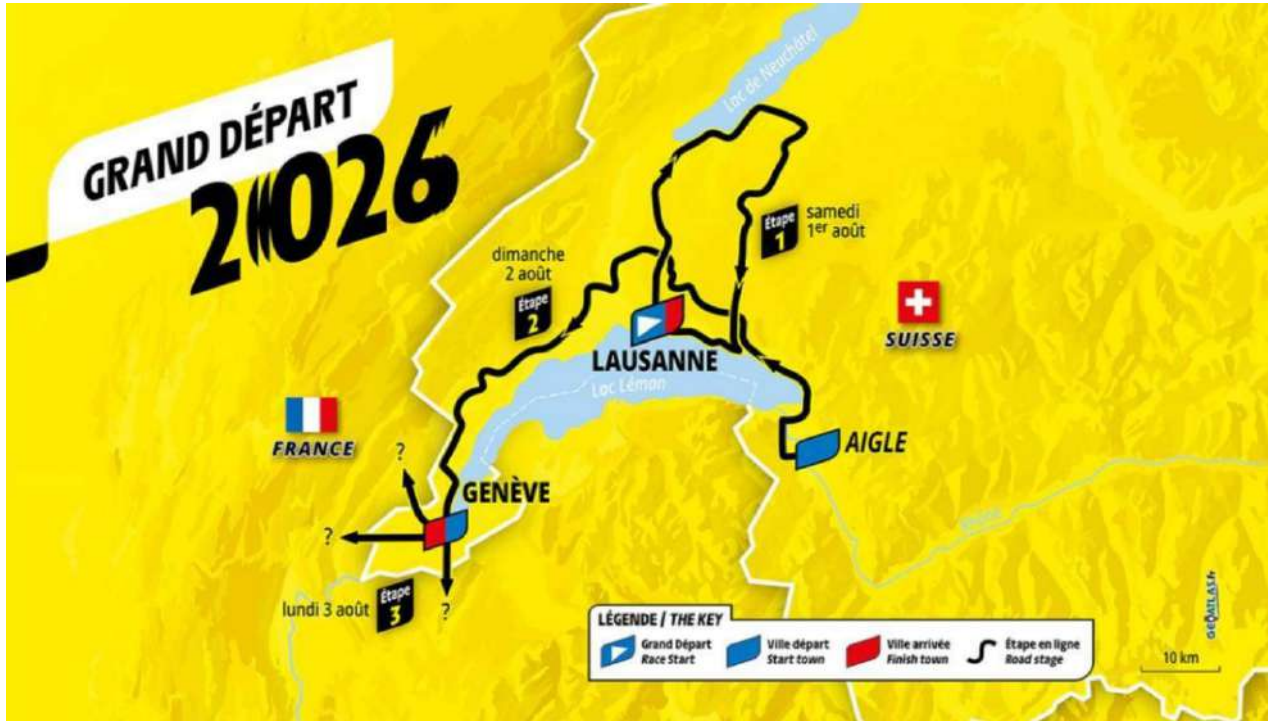 GRAND DÉPART
2026
Lac de Neuchâtel
Étape
1
samedi
1er août
dimanche
2 août
Étape
2
SUISSE
LAUSANNE
Lac Léman
FRANCE
AIGLE
?
GENÈVE
?
lundi 3 août
Étape
3
?
LÉGENDE / THE KEY
Grand Départ
Race Start
Ville départ
Start town
Ville arrivée
Finish town
Étape en ligne
Road stage
10 km
GEOATLAS.fr